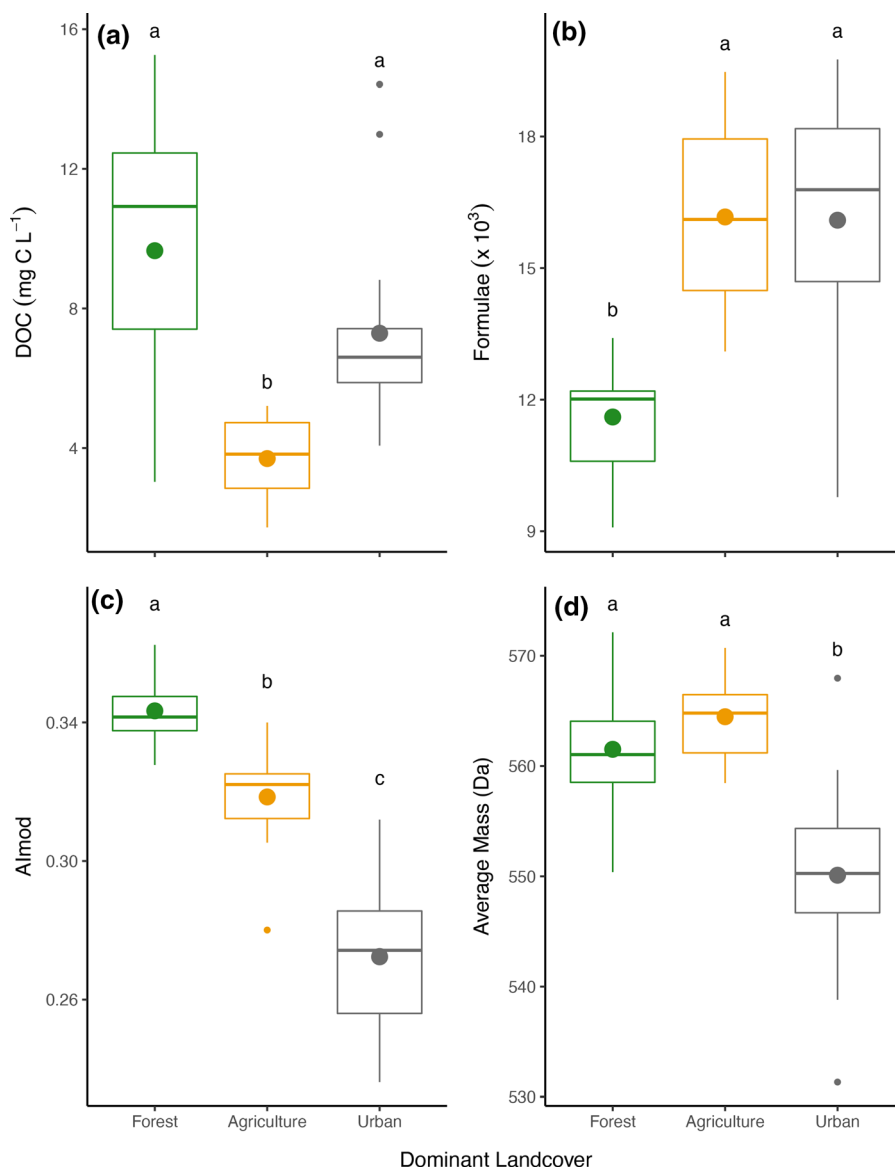 (a)
a
b
a
16
12
8
4
DOC (mg C L⁻¹)
(b)
b
a
a
18
15
12
9
Formulae (x 10³)
(c)
a
b
c
0.34
0.30
0.26
AImod
Forest
Agriculture
Urban
(d)
a
a
b
570
560
550
540
530
Average Mass (Da)
Forest
Agriculture
Urban
Dominant Landcover